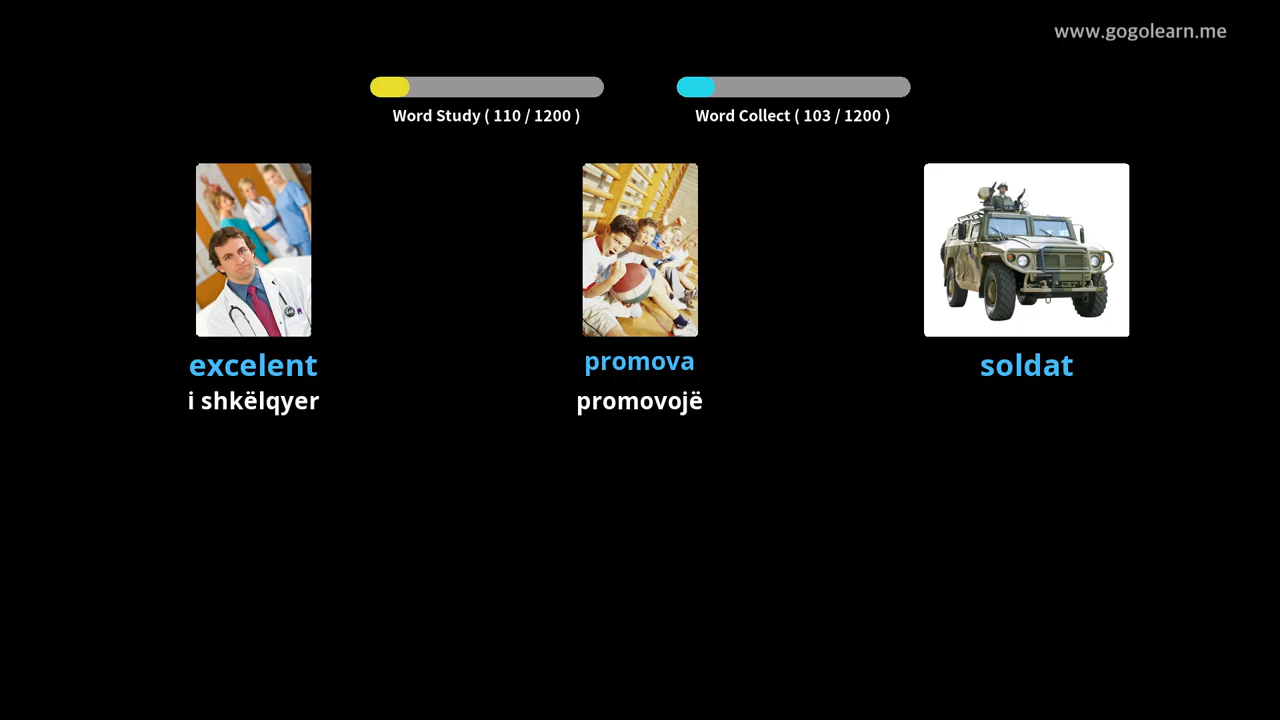 www.gogolearn.me
Word Study ( 110 / 1200 )
Word Collect ( 103 / 1200 )
excelent
i shkëlqyer
promova
promovojë
soldat